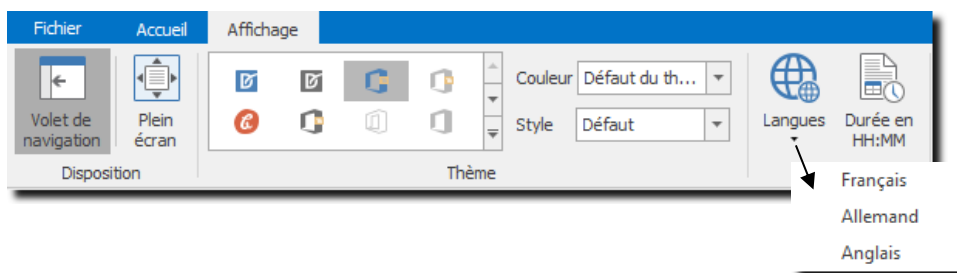 Fichier
Accueil
Affichage
Volet de
navigation
Plein
écran
Disposition
Couleur
Défaut du th...
Style
Défaut
Thème
Langues
Durée en
HH:MM
Français
Allemand
Anglais